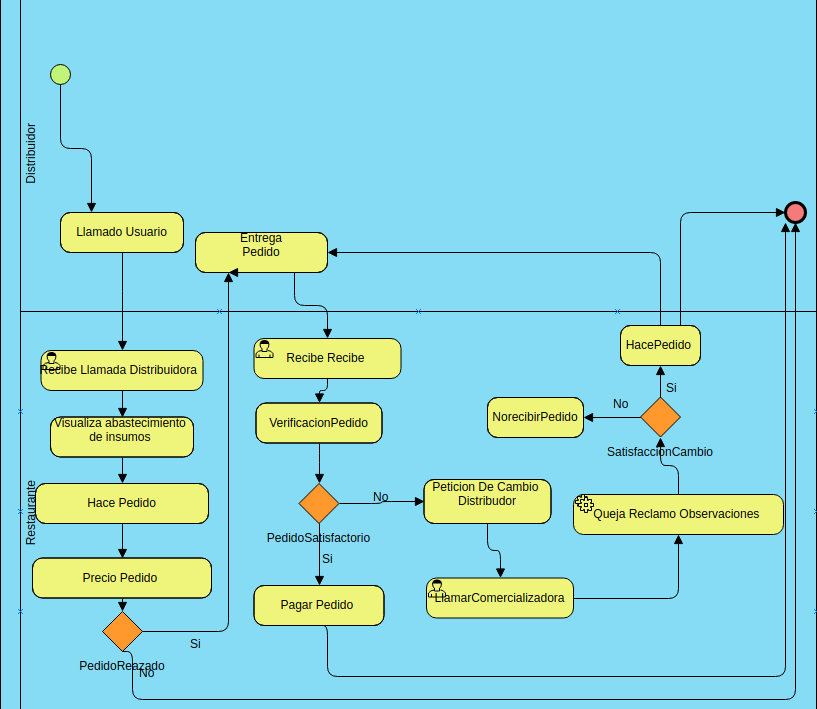 Distribuidor
Llamado Usuario
Entrega
Pedido
Restaurante
Recibe Llamada Distribuidora
Visualiza abastecimiento
de insumos
Hace Pedido
Precio Pedido
PedidoReazado
Si
No
Recibe Recibe
VerificacionPedido
PedidoSatisfactorio
No
Si
Pagar Pedido
Peticion De Cambio
Distribudor
LlamarComercializadora
Queja Reclamo Observaciones
SatisfaccionCambio
No
Si
NorecibirPedido
HacePedido